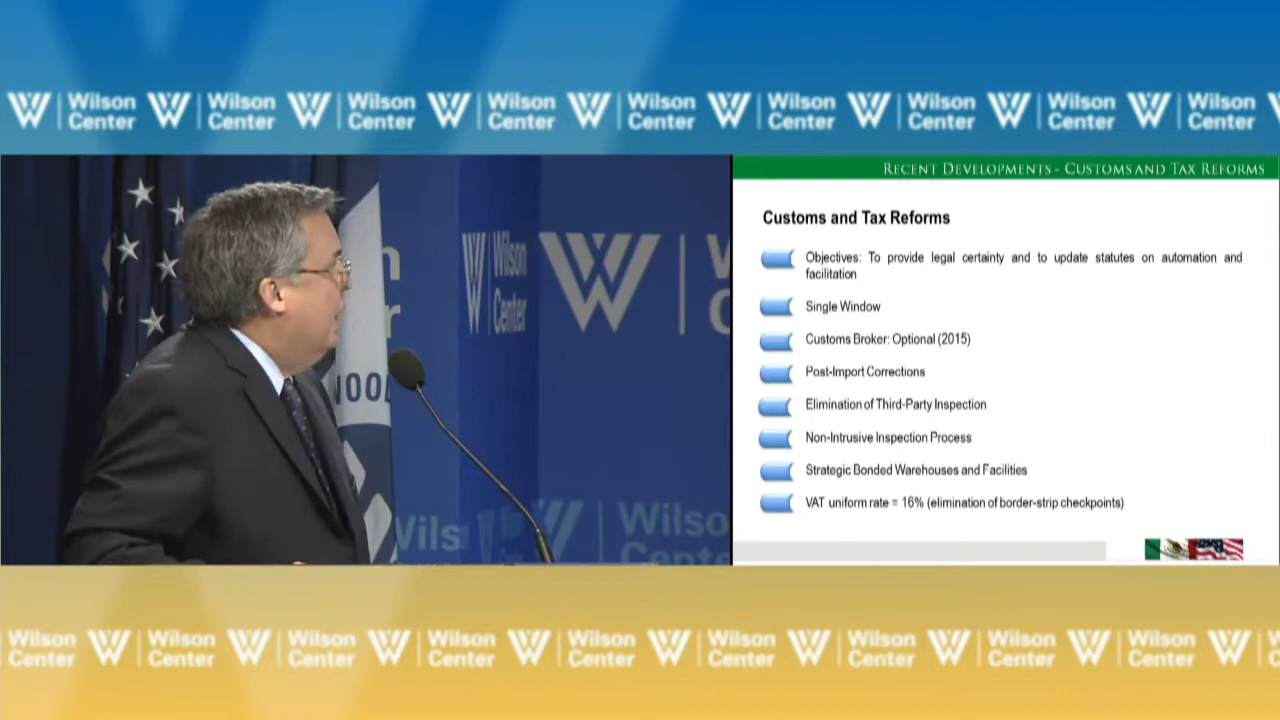 Wilson Center Wilson Center Wilson Center Wilson Center Wilson Center Wilson Center Wilson Center Wilson Center Wilson Center
RECENT DEVELOPMENTS - CUSTOMS AND TAX REFORMS
Customs and Tax Reforms
Objectives: To provide legal certainty and to update statutes on automation and
facilitation
Single Window
Customs Broker: Optional (2015)
Post-Import Corrections
Elimination of Third-Party Inspection
Non-Intrusive Inspection Process
Strategic Bonded Warehouses and Facilities
VAT uniform rate = 16% (elimination of border-strip checkpoints)
Wilson
Center
Wilson Center Wilson Center Wilson Center Wilson Center Wilson Center Wilson Center Wilson Center Wilson Center Wilson Center